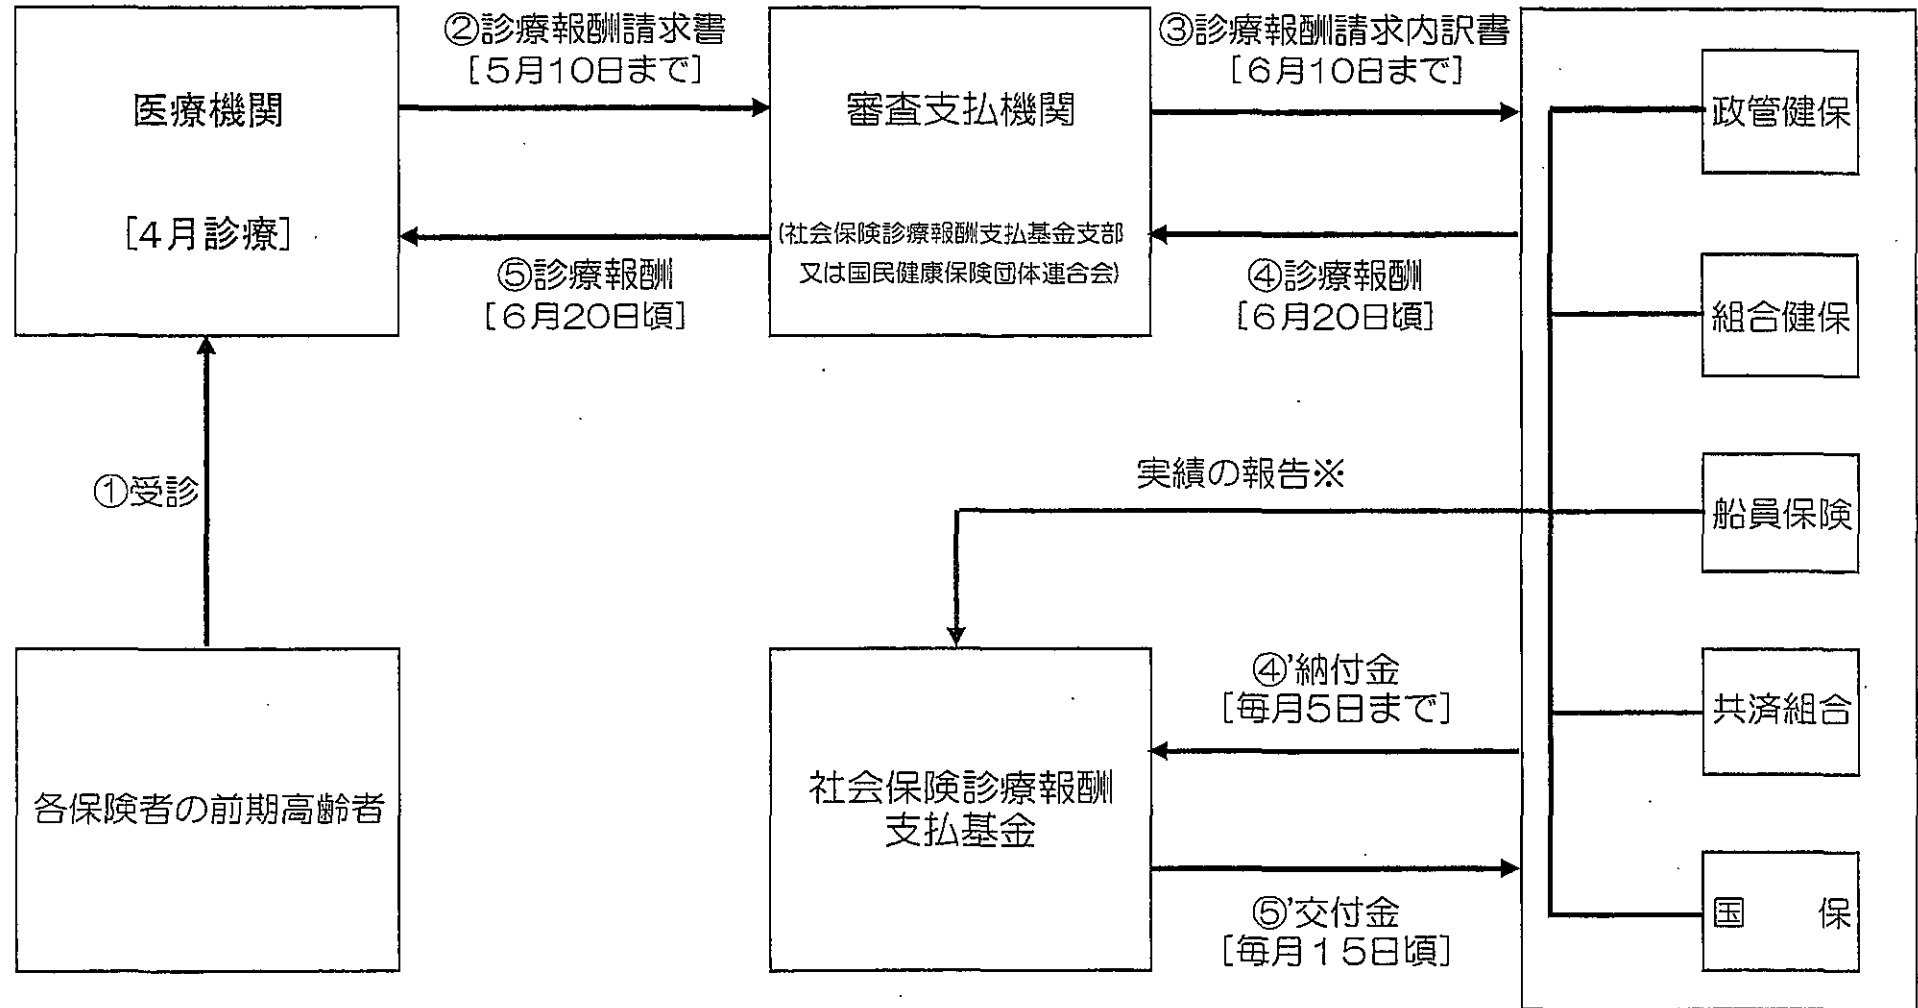 ②診療報酬請求書
[5月10日まで]
③診療報酬請求内訳書
[6月10日まで]
医療機関
[4月診療]
審査支払機関
(社会保険診療報酬支払基金支部
又は国民健康保険団体連合会)
⑤診療報酬
[6月20日頃]
④診療報酬
[6月20日頃]
政管健保
組合健保
船員保険
共済組合
国 保
①受診
実績の報告※
各保険者の前期高齢者
社会保険診療報酬
支払基金
④'納付金
[毎月5日まで]
⑤'交付金
[毎月15日頃]